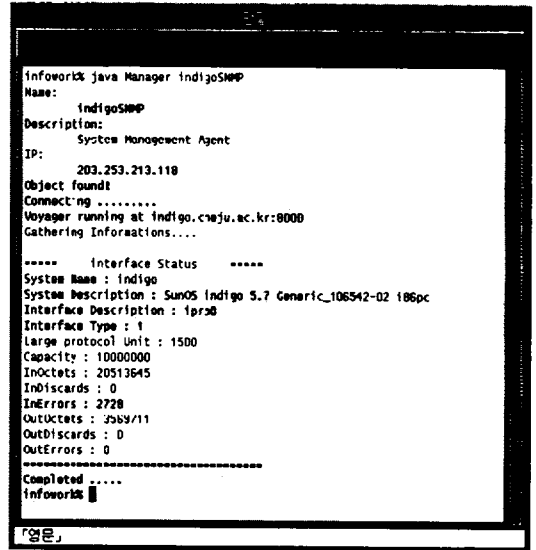 infowork% java Manager indigoSNMP
Name:
indigoSNMP
Description:
System Management Agent
IP:
203.253.213.118
Object found!
Connecting .........
Voyager running at indigo.cheju.ac.kr:8000
Gathering Informations....
----- Interface Status -----
System Name : indigo
System Description : SunOS indigo 5.7 Generic_106542-02 i86pc
Interface Description : iprb0
Interface Type : 1
Large protocol Unit : 1500
Capacity : 10000000
InOctets : 20513645
InDiscards : 0
InErrors : 2728
OutOctets : 3569711
OutDiscards : 0
OutErrors : 0
-----------------------------------
Completed .....
infowork%
「영문」